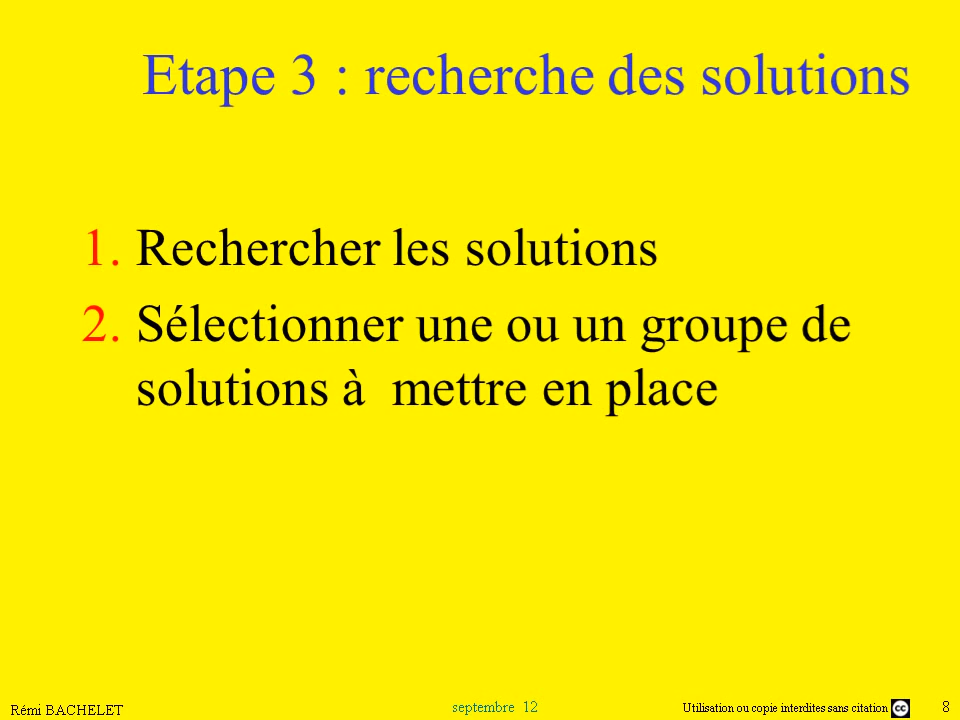 Etape 3 : recherche des solutions
1. Rechercher les solutions
2. Sélectionner une ou un groupe de
solutions à mettre en place
Rémi BACHELET
septembre 12
Utilisation ou copie interdites sans citation cc
8